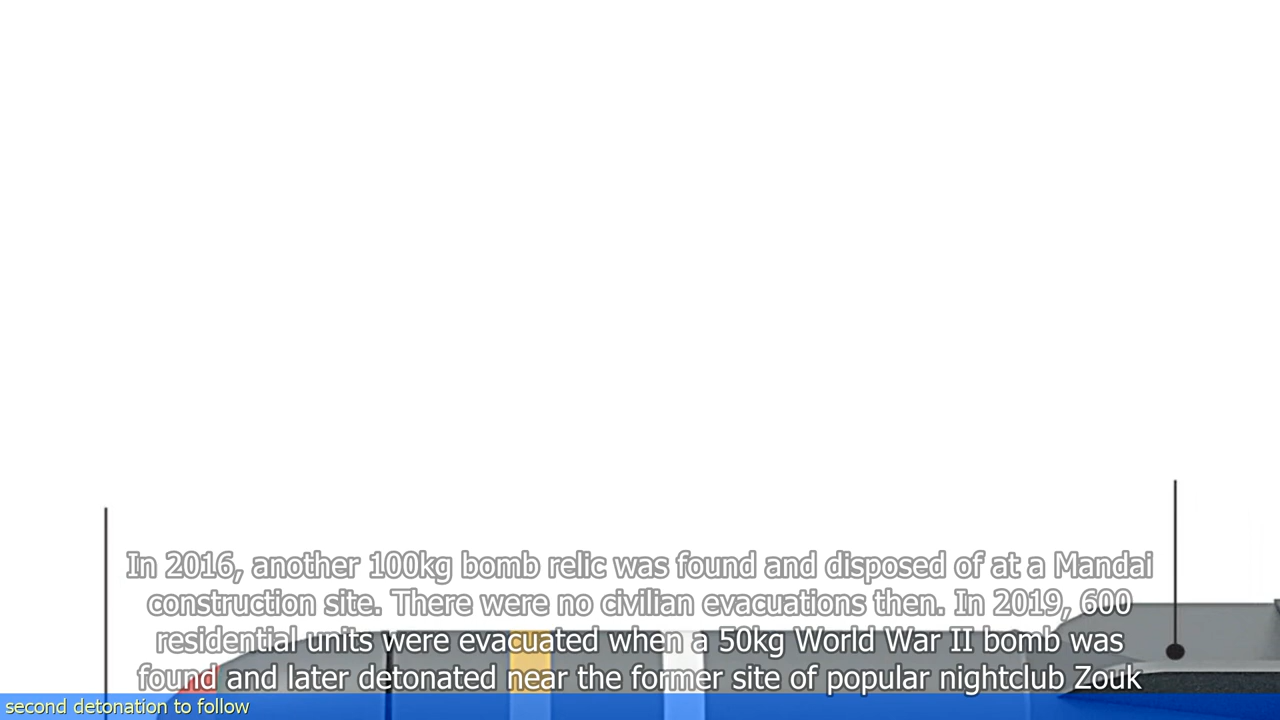 In 2016, another 100kg bomb relic was found and disposed of at a Mandai
construction site. There were no civilian evacuations then. In 2019, 600
residential units were evacuated when a 50kg World War II bomb was
found and later detonated near the former site of popular nightclub Zouk
second detonation to follow